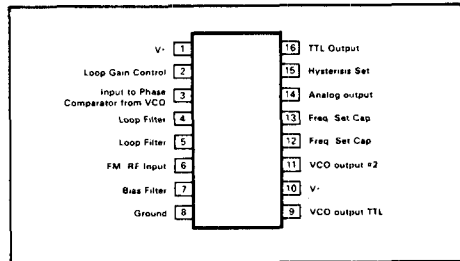 V+ 1
Loop Gain Control 2
Input to Phase
Comparator from VCO 3
Loop Filter 4
Loop Filter 5
FM RF Input 6
Bias Filter 7
Ground 8
16 TTL Output
15 Hysterisis Set
14 Analog output
13 Freq Set Cap
12 Freq Set Cap
11 VCO output #2
10 V+
9 VCO output TTL